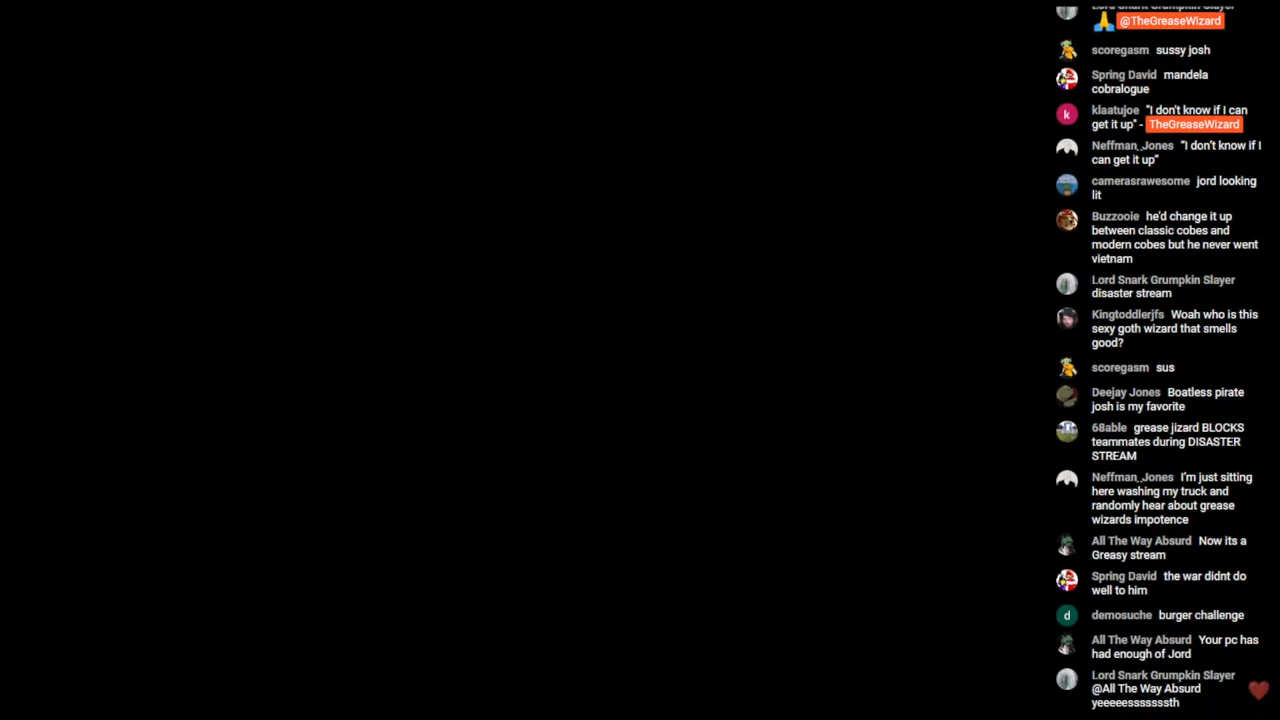 Lord Snark Grumpkin Slayer
🙏 @TheGreaseWizard
scoregasm sussy josh
Spring David mandela
cobralogue
k
klaatujoe "I don't know if I can
get it up" - TheGreaseWizard
Neffman_Jones "I don't know if I
can get it up"
camerasrawesome jord looking
lit
Buzzooie he'd change it up
between classic cobes and
modern cobes but he never went
vietnam
Lord Snark Grumpkin Slayer
disaster stream
Kingtoddlerjfs Woah who is this
sexy goth wizard that smells
good?
scoregasm sus
Deejay Jones Boatless pirate
josh is my favorite
68able grease jizard BLOCKS
teammates during DISASTER
STREAM
Neffman_Jones I'm just sitting
here washing my truck and
randomly hear about grease
wizards impotence
All The Way Absurd Now its a
Greasy stream
Spring David the war didnt do
well to him
d
demosuche burger challenge
All The Way Absurd Your pc has
had enough of Jord
Lord Snark Grumpkin Slayer
@All The Way Absurd
yeeeeesssssssth